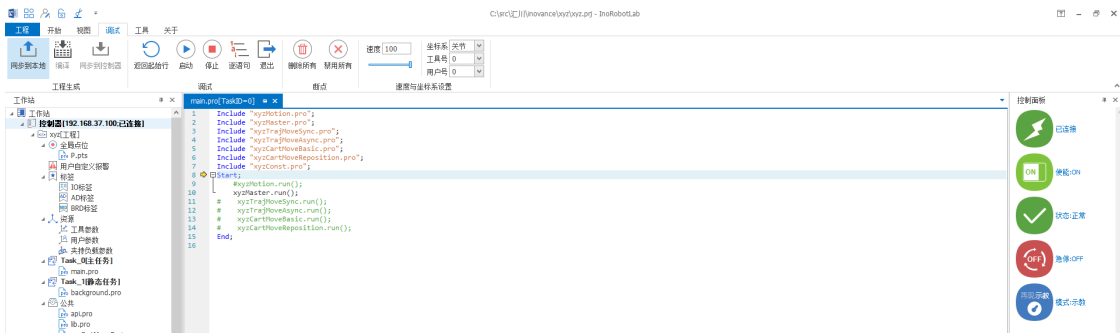 C:\src\汇川\inovance\xyz\xyz.prj - InoRobotLab
工程 开始 视图 调试 工具 关于
同步到本地 编译 同步到控制器 返回起始行 启动 停止 逐语句 退出 删除所有 禁用所有
速度 100
坐标系 关节
工具号 0
用户号 0
工程生成 调试 断点 速度与坐标系设置
工作站
工作站
控制器[192.168.37.100:已连接]
xyz[工程]
全局点位
P.pts
用户自定义报警
标签
IO标签
AD标签
BRD标签
资源
工具参数
用户参数
夹持负载参数
Task_0[主任务]
main.pro
Task_1[静态任务]
background.pro
公共
api.pro
lib.pro
main.pro[TaskID=0]
1 Include "xyzMotion.pro";
2 Include "xyzMaster.pro";
3 Include "xyzTrajMoveSync.pro";
4 Include "xyzTrajMoveAsync.pro";
5 Include "xyzCartMoveBasic.pro";
6 Include "xyzCartMoveReposition.pro";
7 Include "xyzConst.pro";
8 Start;
9 #xyzMotion.run();
10 xyzMaster.run();
11 # xyzTrajMoveSync.run();
12 # xyzTrajMoveAsync.run();
13 # xyzCartMoveBasic.run();
14 # xyzCartMoveReposition.run();
15 End;
16
控制面板
已连接
ON 使能:ON
状态:正常
OFF 急停:OFF
再现示教 模式:示教